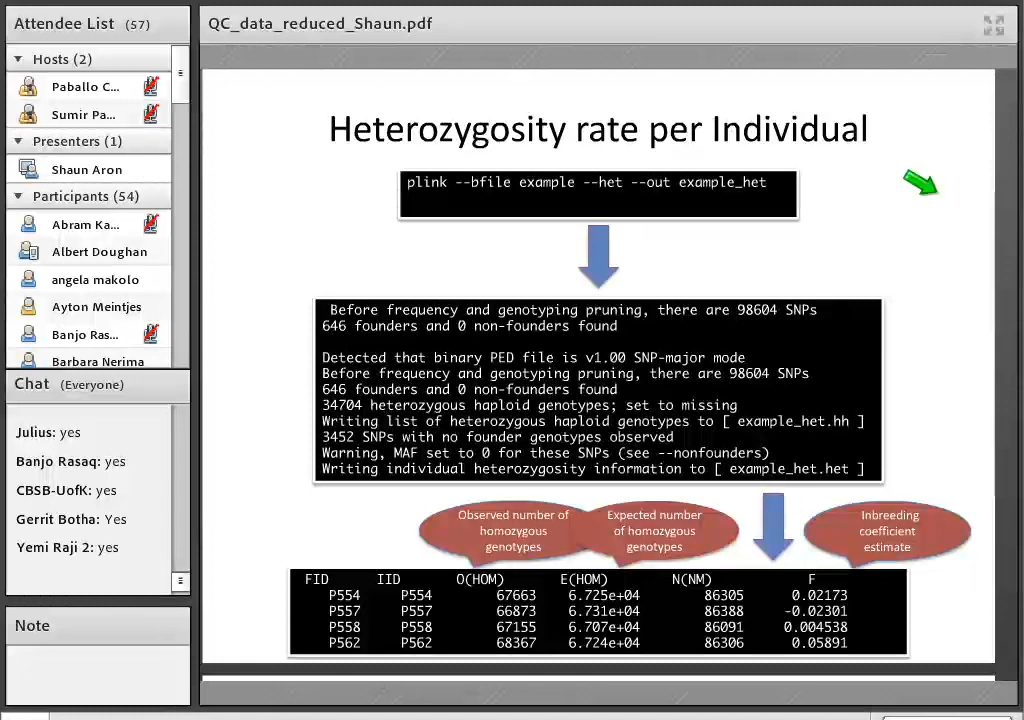 Attendee List (57)
Hosts (2)
Paballo C...
Sumir Pa...
Presenters (1)
Shaun Aron
Participants (54)
Abram Ka...
Albert Doughan
angela makolo
Ayton Meintjes
Banjo Ras...
Barbara Nerima
Chat (Everyone)
Julius: yes
Banjo Rasaq: yes
CBSB-UofK: yes
Gerrit Botha: Yes
Yemi Raji 2: yes
Note
QC_data_reduced_Shaun.pdf
Heterozygosity rate per Individual
plink --bfile example --het --out example_het
Before frequency and genotyping pruning, there are 98604 SNPs
646 founders and 0 non-founders found
Detected that binary PED file is v1.00 SNP-major mode
Before frequency and genotyping pruning, there are 98604 SNPs
646 founders and 0 non-founders found
34704 heterozygous haploid genotypes; set to missing
Writing list of heterozygous haploid genotypes to [ example_het.hh ]
3452 SNPs with no founder genotypes observed
Warning, MAF set to 0 for these SNPs (see --nonfounders)
Writing individual heterozygosity information to [ example_het.het ]
Observed number of
homozygous
genotypes
Expected number
of homozygous
genotypes
Inbreeding
coefficient
estimate
FID IID O(HOM) E(HOM) N(NM) F
P554 P554 67663 6.725e+04 86305 0.02173
P557 P557 66873 6.731e+04 86388 -0.02301
P558 P558 67155 6.707e+04 86091 0.004538
P562 P562 68367 6.724e+04 86306 0.05891